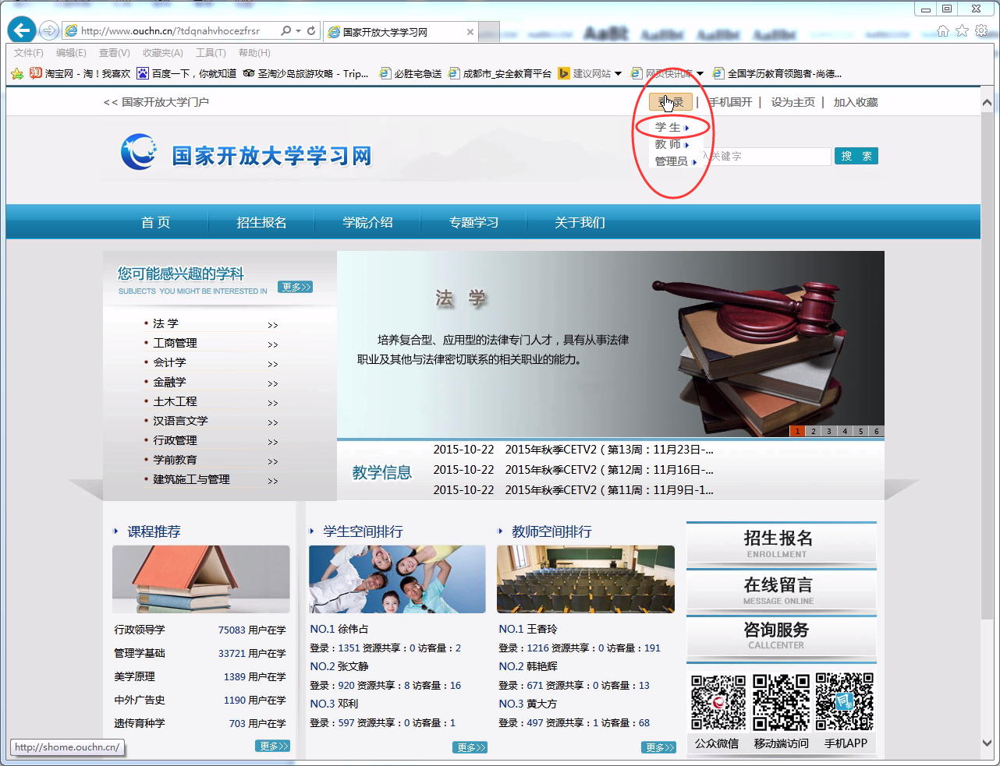 http://www.ouchn.cn/?tdqnahvhocezfrsr
国家开放大学学习网
文件(F) 编辑(E) 查看(V) 收藏夹(A) 工具(T) 帮助(H)
淘宝网 - 淘！我喜欢 百度一下，你就知道 圣淘沙岛旅游攻略 - Trip... 必胜宅急送 成都市_安全教育平台 建议网站 网页快讯库 全国学历教育领跑者-尚德...
<< 国家开放大学门户
登录 | 手机国开 | 设为主页 | 加入收藏
学 生
教 师
管理员
国家开放大学学习网
入关键字
搜 索
首 页 招生报名 学院介绍 专题学习 关于我们
您可能感兴趣的学科
SUBJECTS YOU MIGHT BE INTERESTED IN
更多>>
法 学 >>
工商管理 >>
会计学 >>
金融学 >>
土木工程 >>
汉语言文学 >>
行政管理 >>
学前教育 >>
建筑施工与管理 >>
法 学
培养复合型、应用型的法律专门人才，具有从事法律
职业及其他与法律密切联系的相关职业的能力。
1 2 3 4 5 6
教学信息
2015-10-22 2015年秋季CETV2（第13周：11月23日-...
2015-10-22 2015年秋季CETV2（第12周：11月16日-...
2015-10-22 2015年秋季CETV2（第11周：11月9日-1...
课程推荐
行政领导学 75083 用户在学
管理学基础 33721 用户在学
美学原理 1389 用户在学
中外广告史 1190 用户在学
遗传育种学 703 用户在学
更多>>
学生空间排行
NO.1 徐伟占
登录：1351 资源共享：0 访客量：2
NO.2 张文静
登录：920 资源共享：8 访客量：16
NO.3 邓利
登录：597 资源共享：0 访客量：1
更多>>
教师空间排行
NO.1 王香玲
登录：1216 资源共享：0 访客量：191
NO.2 韩艳辉
登录：671 资源共享：0 访客量：13
NO.3 黄大方
登录：497 资源共享：1 访客量：68
更多>>
招生报名
ENROLLMENT
在线留言
MESSAGE ONLINE
咨询服务
CALLCENTER
公众微信 移动端访问 手机APP
http://shome.ouchn.cn/